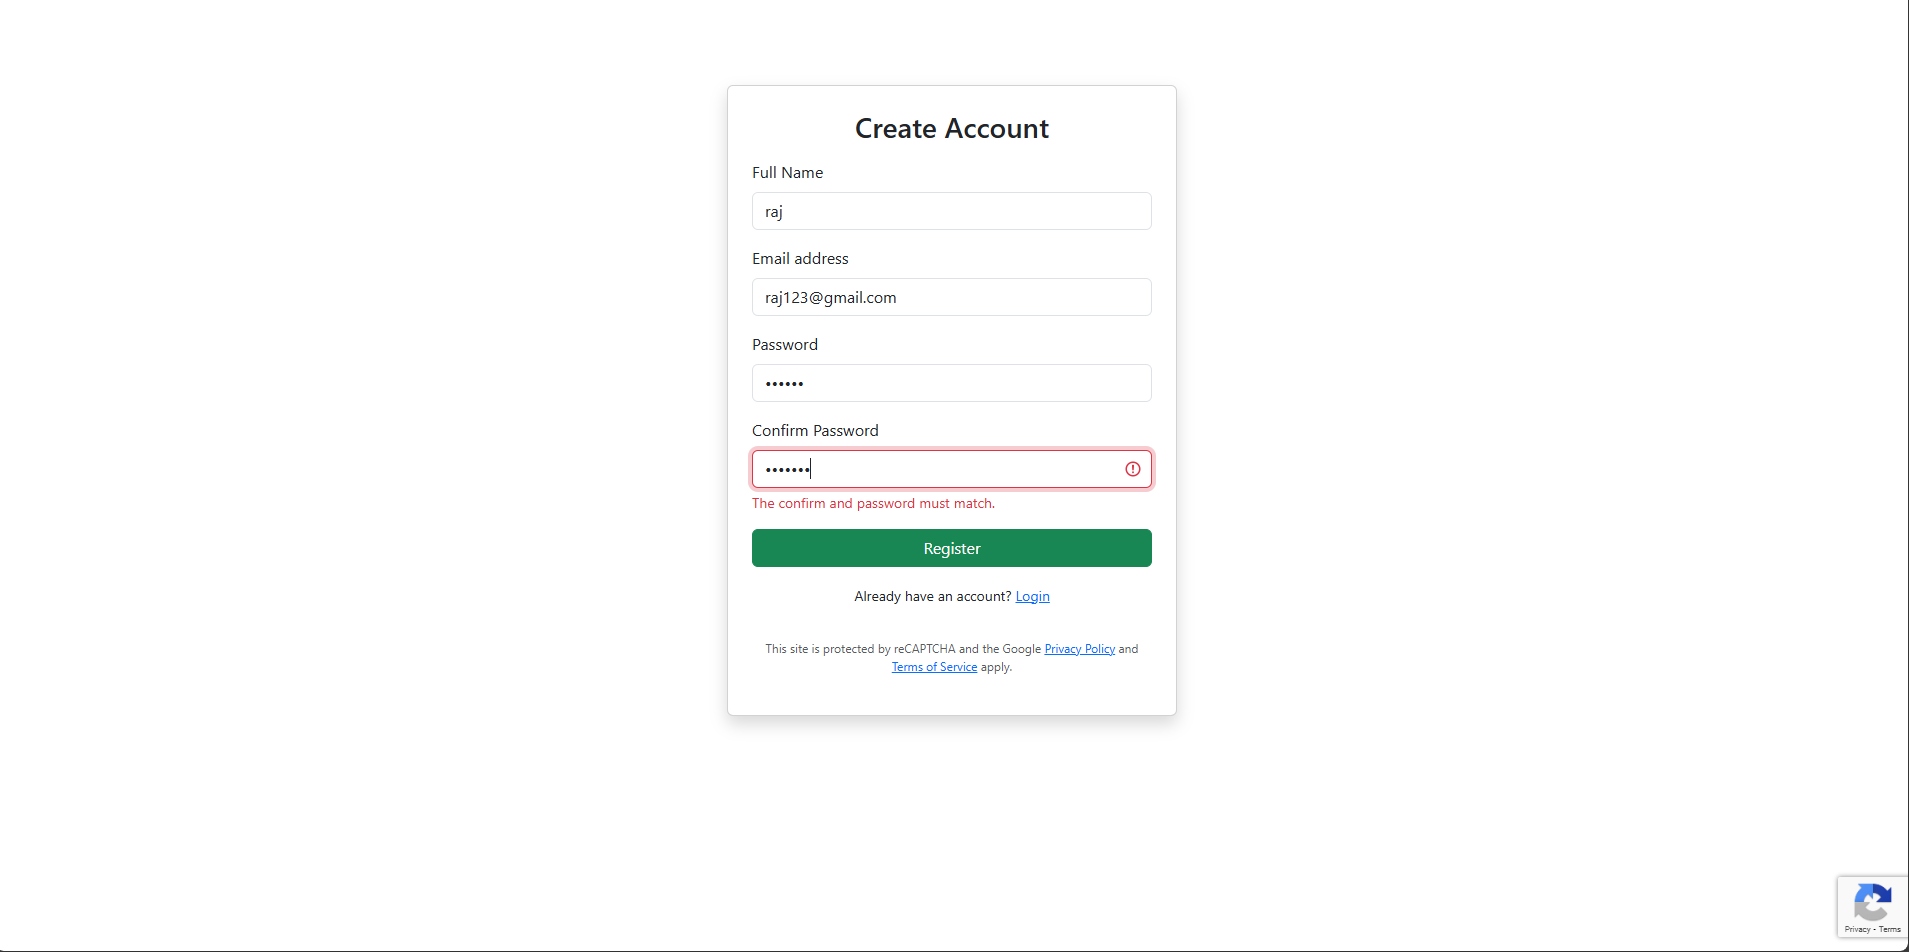 Create Account
Full Name
raj
Email address
raj123@gmail.com
Password
••••••
Confirm Password
•••••••
The confirm and password must match.
Register
Already have an account? Login
This site is protected by reCAPTCHA and the Google Privacy Policy and
Terms of Service apply.
Privacy - Terms